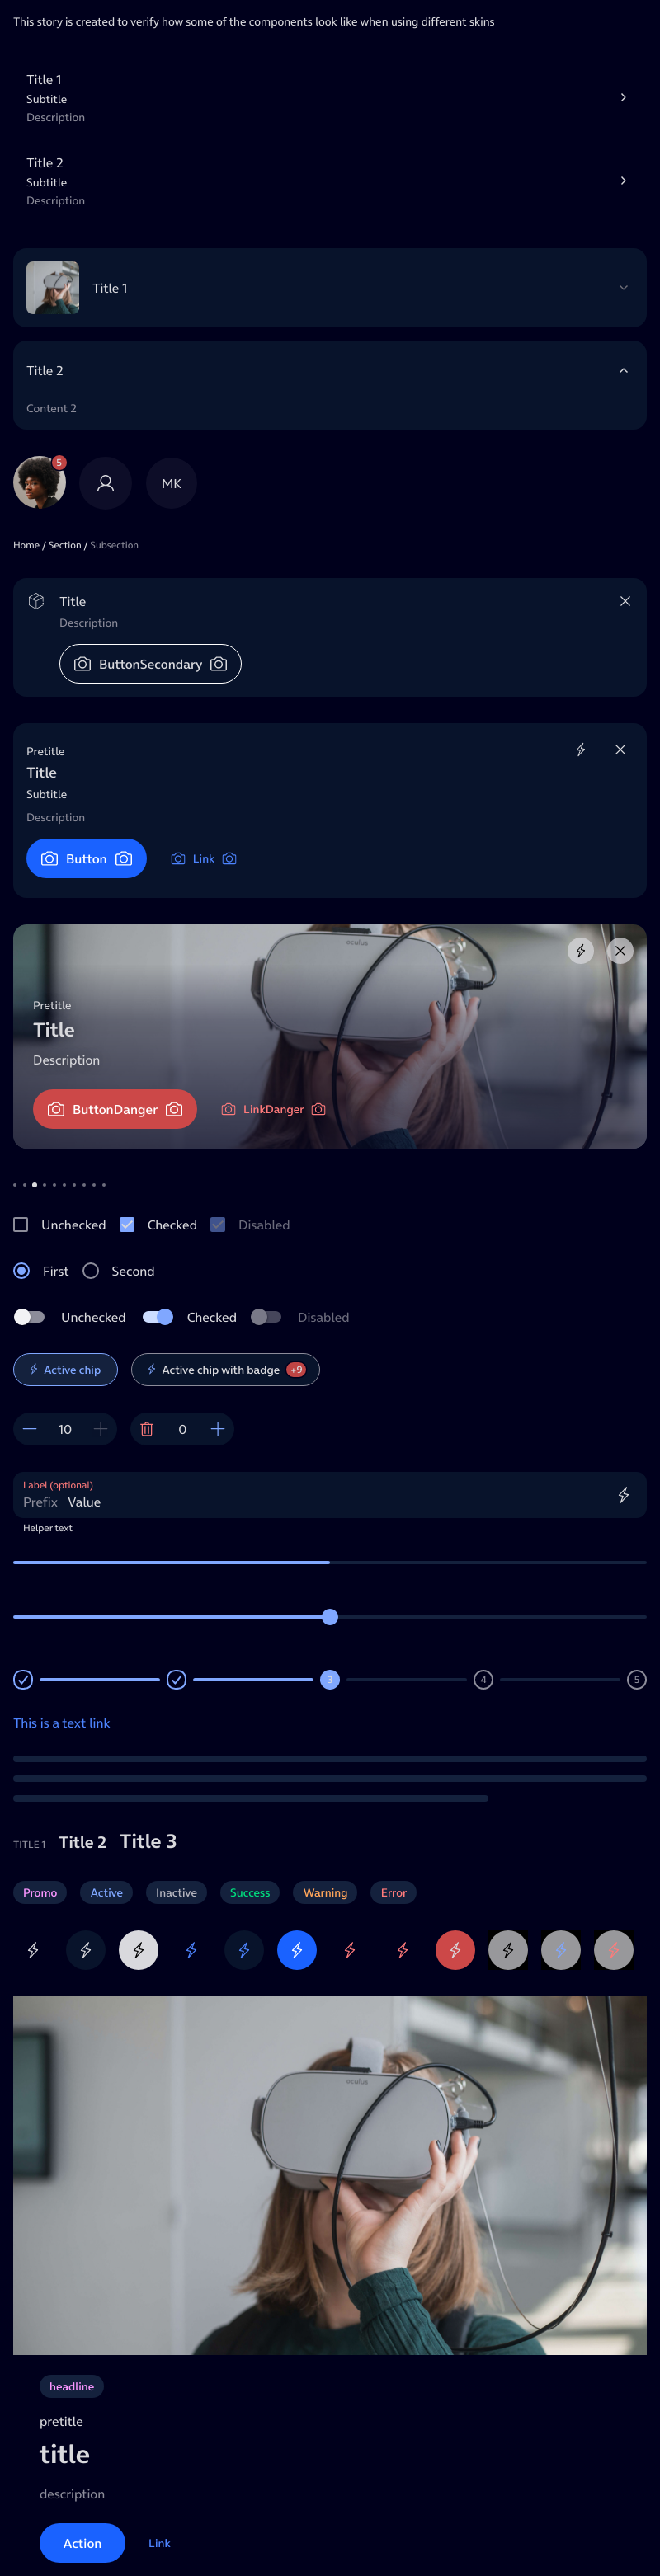 This story is created to verify how some of the components look like when using different skins
Title 1
Subtitle
Description
Title 2
Subtitle
Description
Title 1
Title 2
Content 2
5
MK
Home / Section / Subsection
Title
Description
ButtonSecondary
Pretitle
Title
Subtitle
Description
Button Link
oculus
Pretitle
Title
Description
ButtonDanger LinkDanger
Unchecked Checked Disabled
First Second
Unchecked Checked Disabled
Active chip Active chip with badge +9
10 0
Label (optional)
Prefix Value
Helper text
3 4 5
This is a text link
TITLE 1 Title 2 Title 3
Promo Active Inactive Success Warning Error
oculus
headline
pretitle
title
description
Action Link